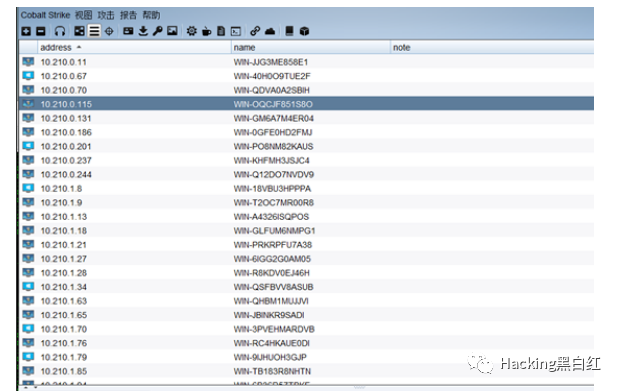 Cobalt Strike 视图 攻击 报告 帮助
address name note
10.210.0.11 WIN-JJG3ME858E1
10.210.0.67 WIN-40H0O9TUE2F
10.210.0.70 WIN-QDVA0A2SBIH
10.210.0.115 WIN-OQCJF851S8O
10.210.0.131 WIN-GM6A7M4ER04
10.210.0.186 WIN-0GFE0HD2FMJ
10.210.0.201 WIN-PO8NM82KAUS
10.210.0.237 WIN-KHFMH3JSJC4
10.210.0.244 WIN-Q12DO7NVDV9
10.210.1.8 WIN-18VBU3HPPPA
10.210.1.9 WIN-T2OC7MR00R8
10.210.1.13 WIN-A4326ISQPOS
10.210.1.18 WIN-GLFUM6NMPG1
10.210.1.21 WIN-PRKRPFU7A38
10.210.1.27 WIN-6IGG2G0AM05
10.210.1.28 WIN-R8KDV0EJ46H
10.210.1.34 WIN-QSFBVV8ASUB
10.210.1.63 WIN-QHBM1MUJJVI
10.210.1.65 WIN-JBINKR9SADI
10.210.1.70 WIN-3PVEHMARDVB
10.210.1.76 WIN-RC4HKAUE0DI
10.210.1.79 WIN-9UHUOH3GJP
10.210.1.85 WIN-TB183R8NHTN
Hacking黑白红